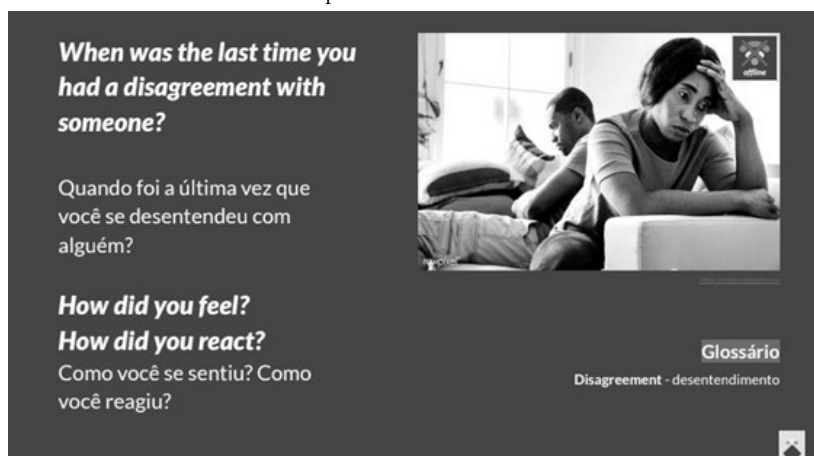 When was the last time you
had a disagreement with
someone?
Quando foi a última vez que
você se desentendeu com
alguém?
How did you feel?
How did you react?
Como você se sentiu? Como
você reagiu?
offline
rawpixel
Glossário
Disagreement - desentendimento